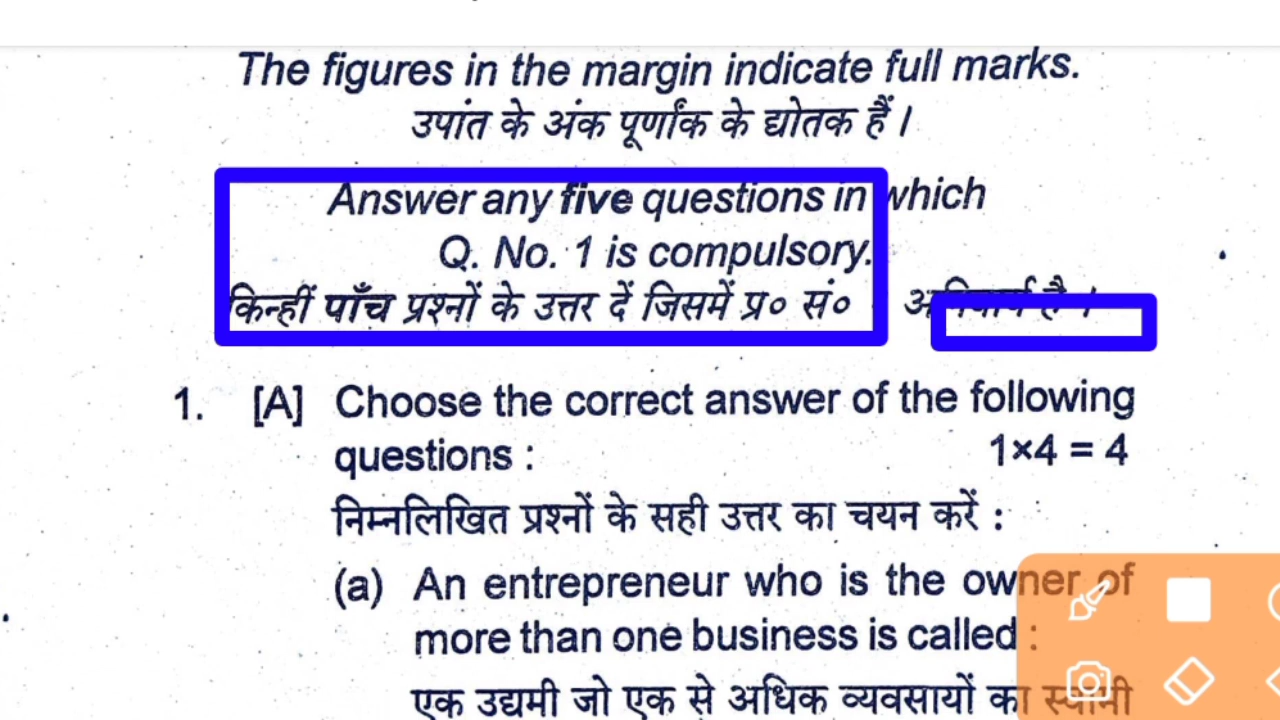 The figures in the margin indicate full marks.
उपांत के अंक पूर्णांक के द्योतक हैं ।
Answer any five questions in which
Q. No. 1 is compulsory.
किन्हीं पाँच प्रश्नों के उत्तर दें जिसमें प्र० सं० अनिवार्य है ।
1. [A] Choose the correct answer of the following
questions : 1×4 = 4
निम्नलिखित प्रश्नों के सही उत्तर का चयन करें :
(a) An entrepreneur who is the owner of
more than one business is called :
एक उद्यमी जो एक से अधिक व्यवसायों का स्वामी